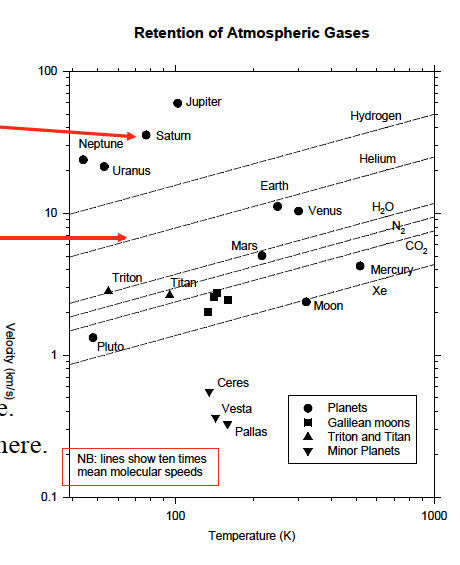 Retention of Atmospheric Gases
100
Jupiter
Hydrogen
Saturn
Neptune
Helium
Uranus
Earth
H2O
10
Venus
N2
Mars
CO2
Mercury
Triton
Titan
Xe
Moon
Pluto
1
Velocity (km/s)
Ceres
Vesta
Pallas
Planets
Galilean moons
Triton and Titan
Minor Planets
e.
here.
NB: lines show ten times
mean molecular speeds
0.1
100
1000
Temperature (K)